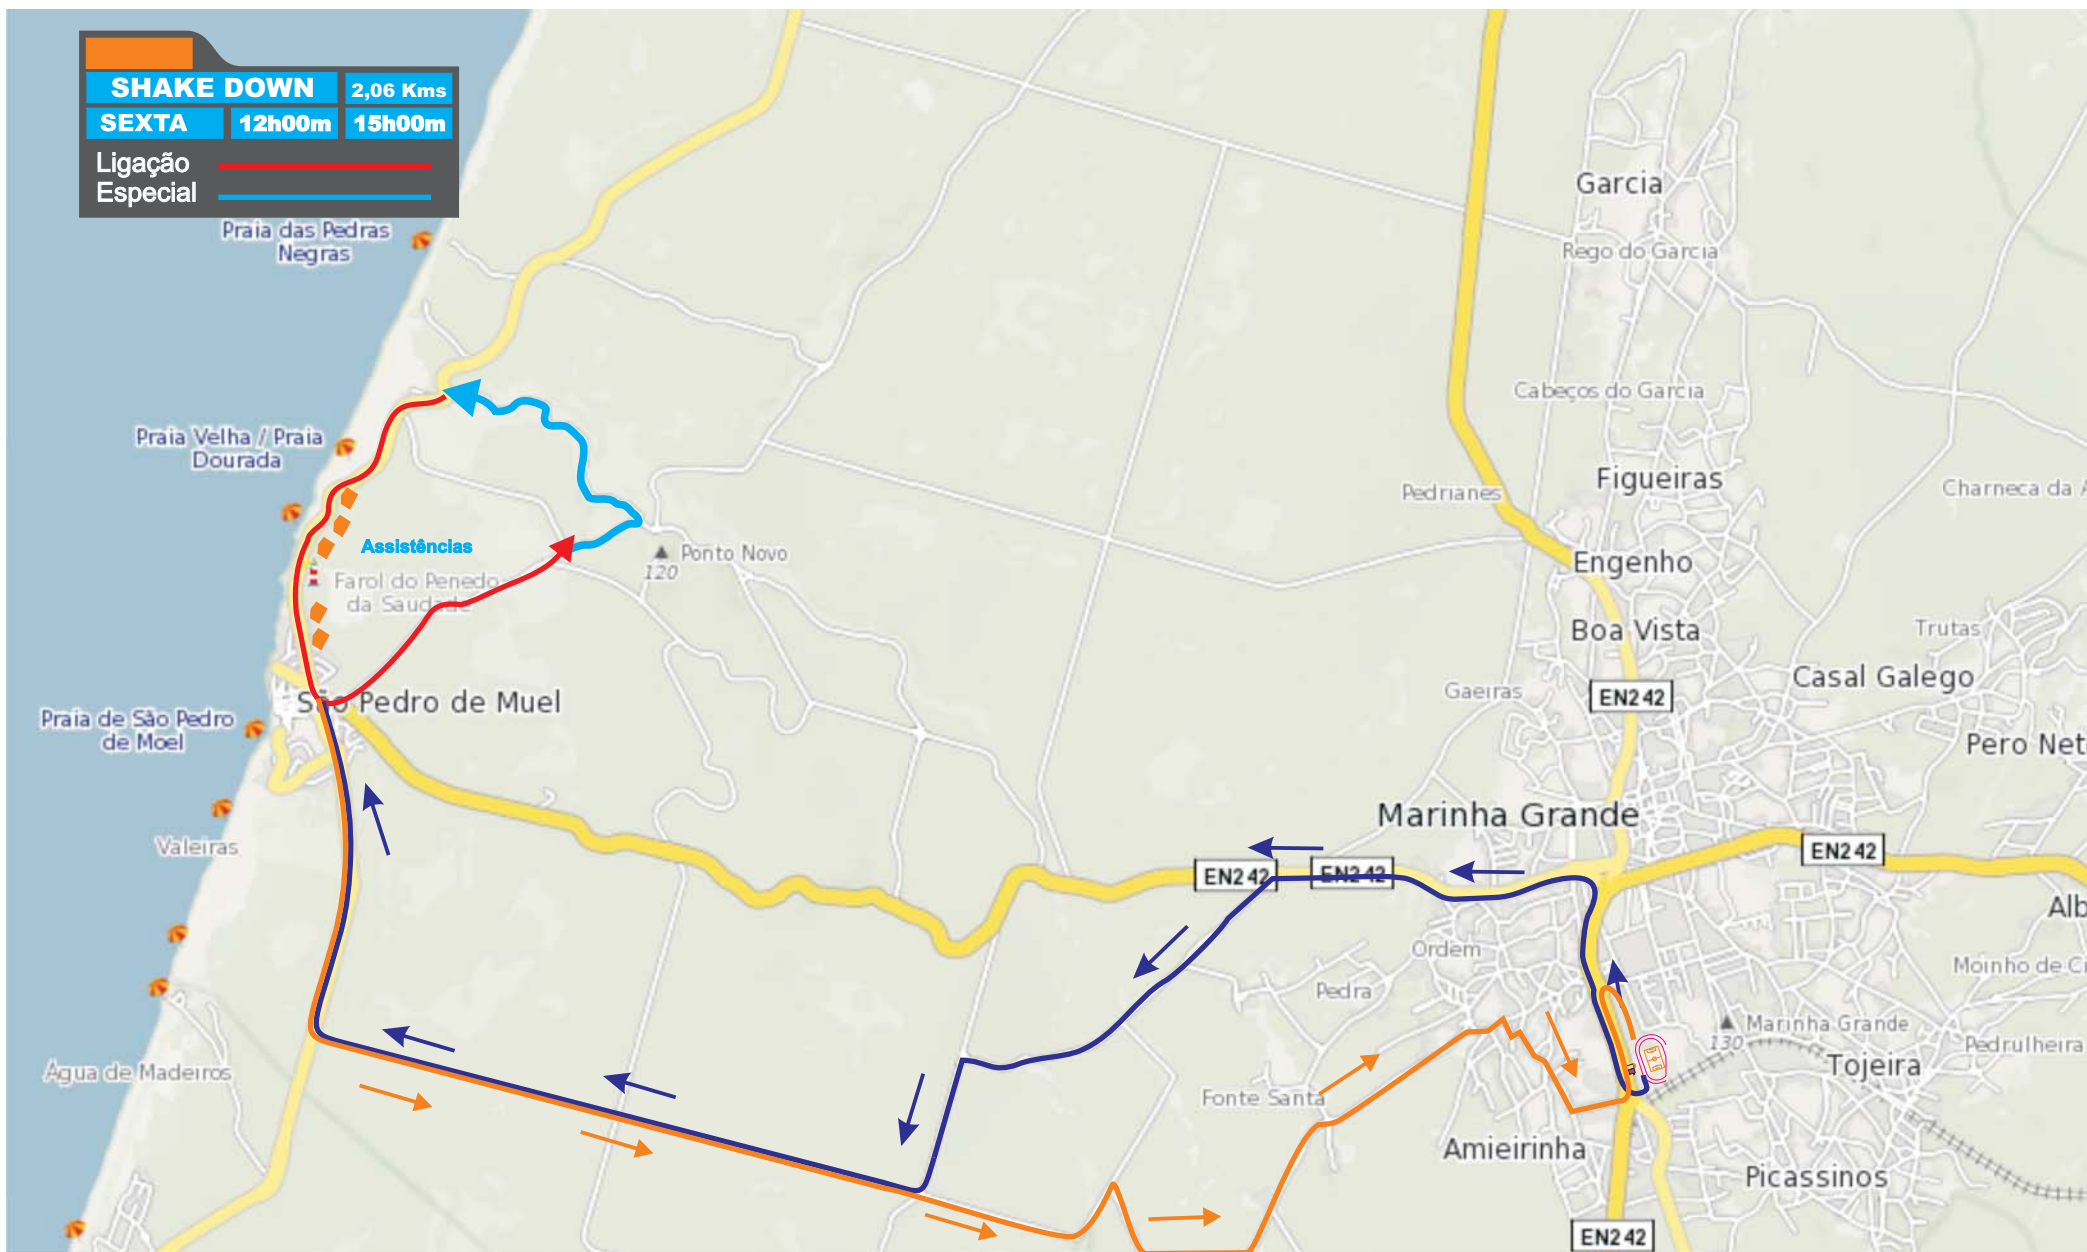 SHAKE DOWN 2,06 Kms
SEXTA 12h00m 15h00m
Ligação
Especial
Praia das Pedras
Negras
Garcia
Rego do Garcia
Cabeços do Garcia
Praia Velha / Praia
Dourada
Figueiras
Pedrianes
Charneca da A
Assistências
Ponto Novo
120
Farol do Penedo
da Saudade
Engenho
Boa Vista
Trutas
Casal Galego
Gaeiras
EN242
São Pedro de Muel
Praia de São Pedro
de Moel
Pero Net
Marinha Grande
Valeiras
EN242
EN242
EN242
Alb
Ordem
Moinho de Ci
Pedra
Marinha Grande
130
Pedrulheira
Tojeira
Água de Madeiros
Fonte Santa
Amieirinha
Picassinos
EN242